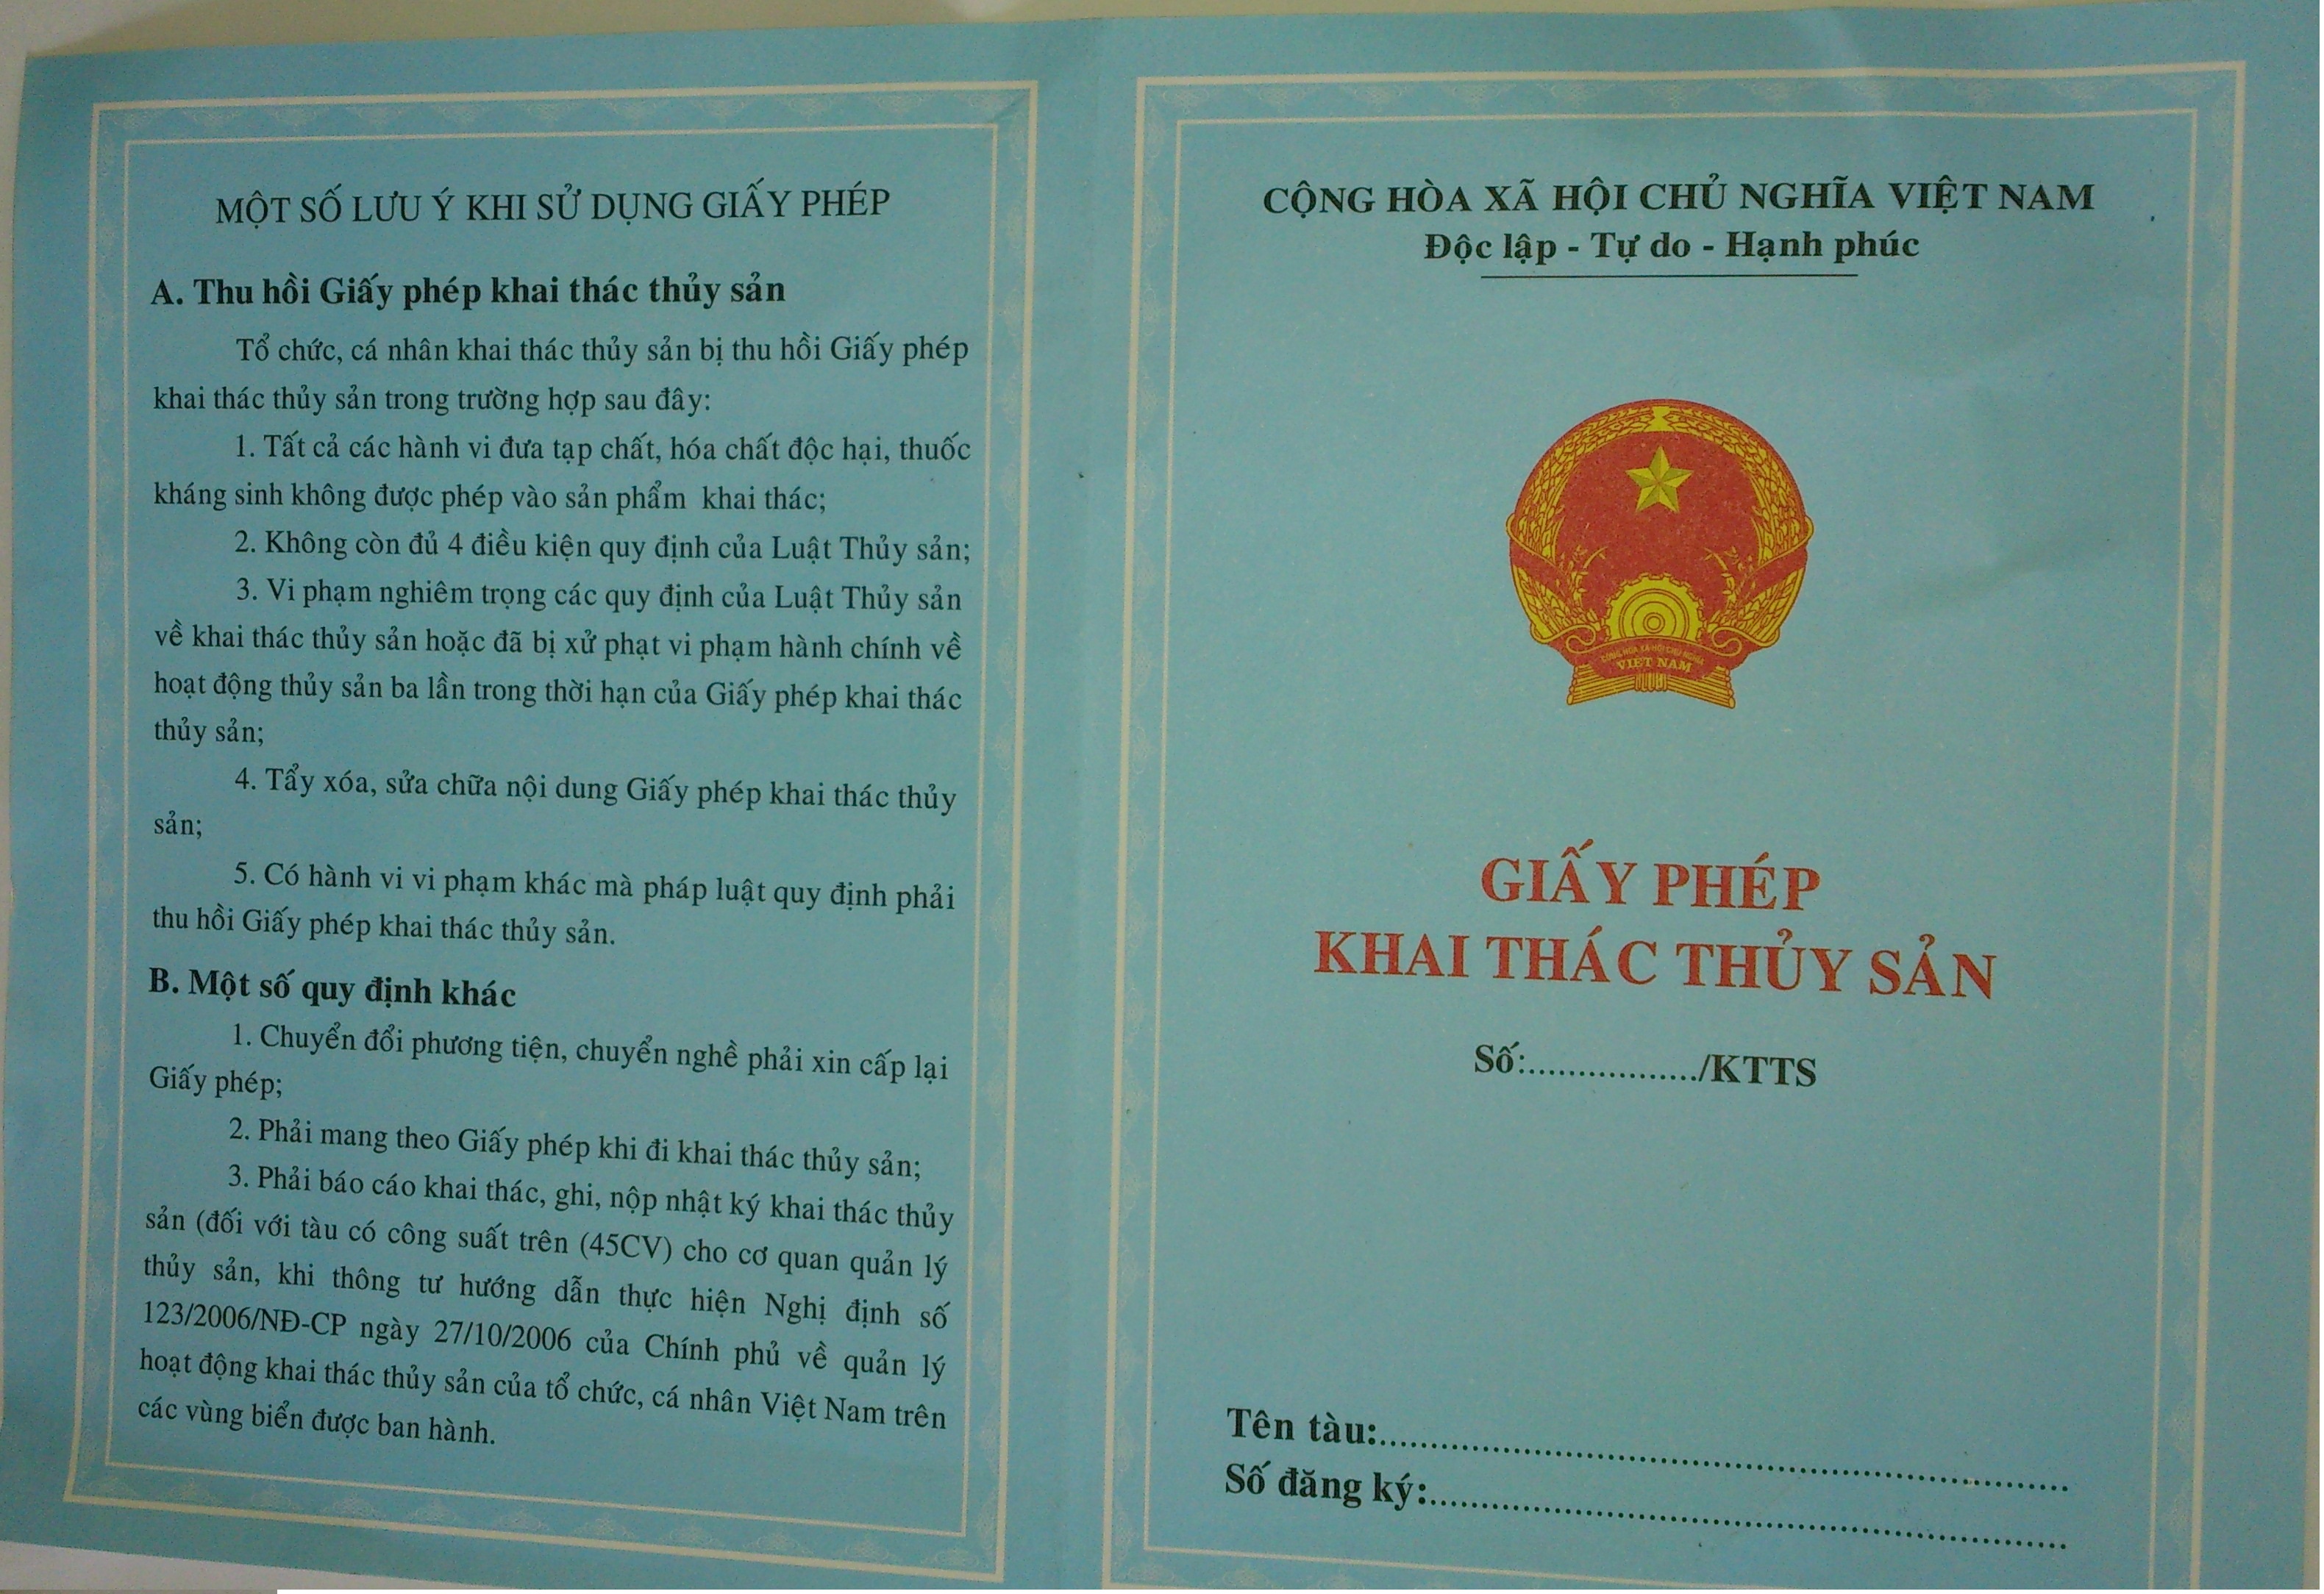 MỘT SỐ LƯU Ý KHI SỬ DỤNG GIẤY PHÉP
A. Thu hồi Giấy phép khai thác thủy sản
Tổ chức, cá nhân khai thác thủy sản bị thu hồi Giấy phép
khai thác thủy sản trong trường hợp sau đây:
1. Tất cả các hành vi đưa tạp chất, hóa chất độc hại, thuốc
kháng sinh không được phép vào sản phẩm khai thác;
2. Không còn đủ 4 điều kiện quy định của Luật Thủy sản;
3. Vi phạm nghiêm trọng các quy định của Luật Thủy sản
về khai thác thủy sản hoặc đã bị xử phạt vi phạm hành chính về
hoạt động thủy sản ba lần trong thời hạn của Giấy phép khai thác
thủy sản;
4. Tẩy xóa, sửa chữa nội dung Giấy phép khai thác thủy
sản;
5. Có hành vi vi phạm khác mà pháp luật quy định phải
thu hồi Giấy phép khai thác thủy sản.
B. Một số quy định khác
1. Chuyển đổi phương tiện, chuyển nghề phải xin cấp lại
Giấy phép;
2. Phải mang theo Giấy phép khi đi khai thác thủy sản;
3. Phải báo cáo khai thác, ghi, nộp nhật ký khai thác thủy
sản (đối với tàu có công suất trên (45CV) cho cơ quan quản lý
thủy sản, khi thông tư hướng dẫn thực hiện Nghị định số
123/2006/NĐ-CP ngày 27/10/2006 của Chính phủ về quản lý
hoạt động khai thác thủy sản của tổ chức, cá nhân Việt Nam trên
các vùng biển được ban hành.
CỘNG HÒA XÃ HỘI CHỦ NGHĨA VIỆT NAM
Độc lập - Tự do - Hạnh phúc
CỘNG HÒA XÃ HỘI CHỦ NGHĨA
VIỆT NAM
GIẤY PHÉP
KHAI THÁC THỦY SẢN
Số:................./KTTS
Tên tàu:......................................................................
Số đăng ký:.................................................................